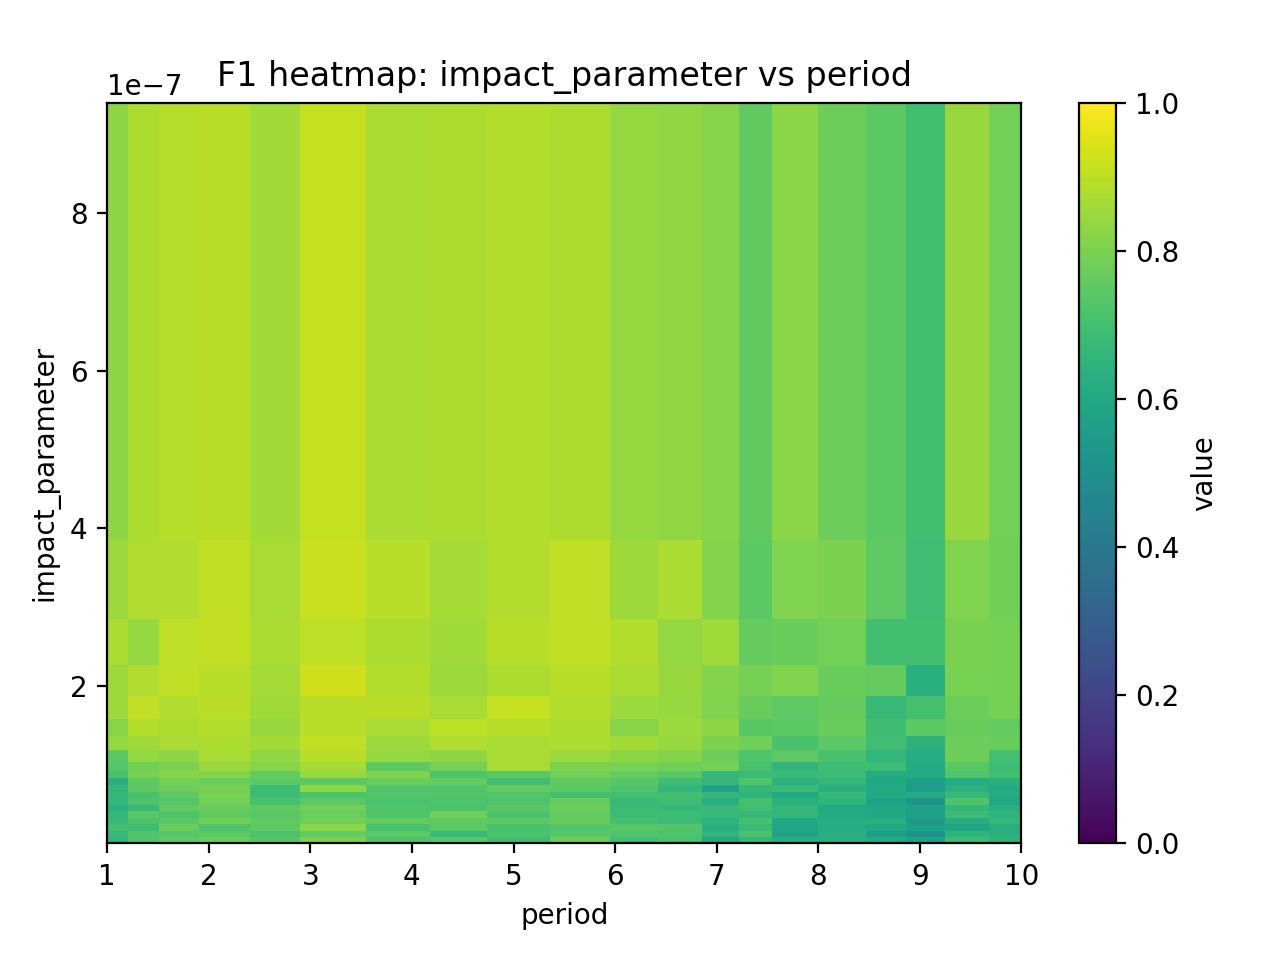 F1 heatmap: impact_parameter vs period
1e−7
8
6
4
2
impact_parameter
1 2 3 4 5 6 7 8 9 10
period
1.0
0.8
0.6
0.4
0.2
0.0
value